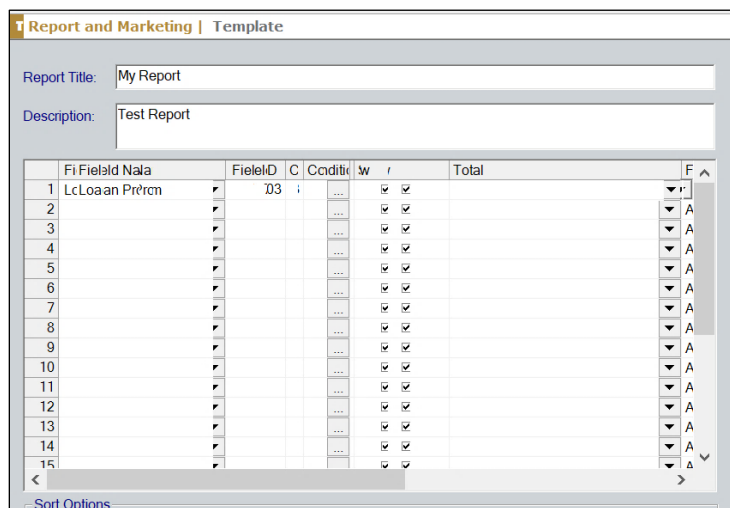 T Report and Marketing | Template
Report Title: My Report
Description: Test Report
C Total F
1
2 ... A
3 ... A
4 ... A
5 ... A
6 ... A
7 ... A
8 ... A
9 ... A
10 ... A
11 ... A
12 ... A
13 ... A
14 ... A
15 A
Sort Options